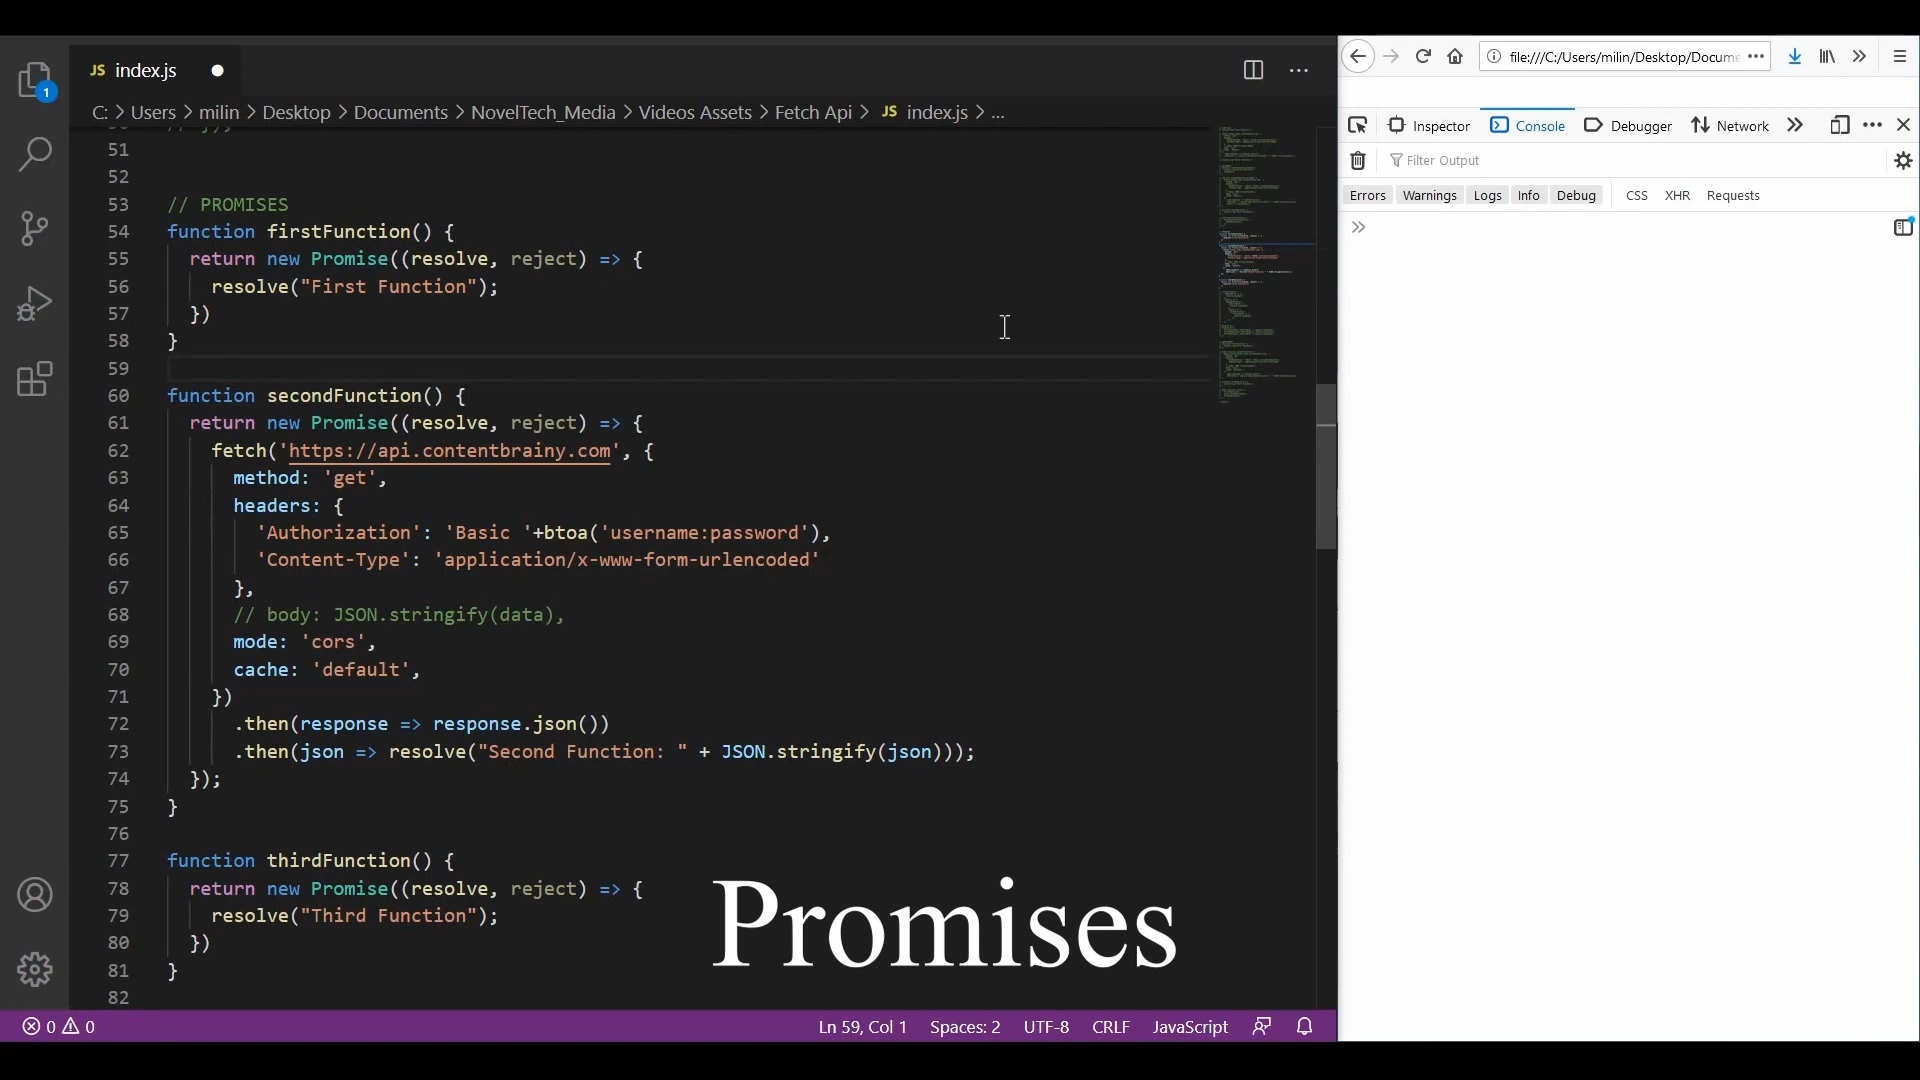 JS index.js
C: > Users > milin > Desktop > Documents > NovelTech_Media > Videos Assets > Fetch Api > JS index.js > ...
51
52
53 // PROMISES
54 function firstFunction() {
55 return new Promise((resolve, reject) => {
56 resolve("First Function");
57 })
58 }
59
60 function secondFunction() {
61 return new Promise((resolve, reject) => {
62 fetch('https://api.contentbrainy.com', {
63 method: 'get',
64 headers: {
65 'Authorization': 'Basic '+btoa('username:password'),
66 'Content-Type': 'application/x-www-form-urlencoded'
67 },
68 // body: JSON.stringify(data),
69 mode: 'cors',
70 cache: 'default',
71 })
72 .then(response => response.json())
73 .then(json => resolve("Second Function: " + JSON.stringify(json)));
74 });
75 }
76
77 function thirdFunction() {
78 return new Promise((resolve, reject) => {
79 resolve("Third Function");
80 })
81 }
82
Promises
1
0 0
Ln 59, Col 1 Spaces: 2 UTF-8 CRLF JavaScript
file:///C:/Users/milin/Desktop/Docume
Inspector Console Debugger Network
Filter Output
Errors Warnings Logs Info Debug CSS XHR Requests